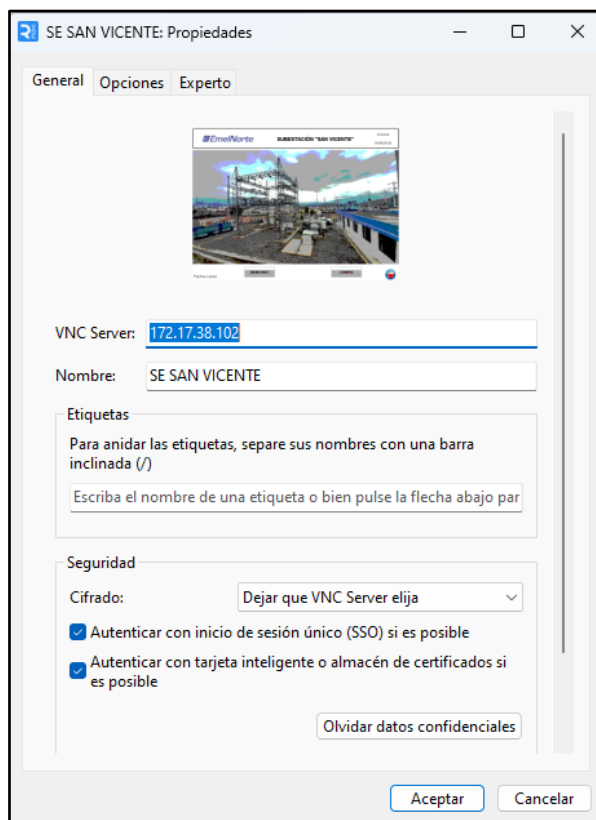 SE SAN VICENTE: Propiedades
General Opciones Experto
EmelNorte SUBESTACIÓN "SAN VICENTE"
VNC Server: 172.17.38.102
Nombre: SE SAN VICENTE
Etiquetas
Para anidar las etiquetas, separe sus nombres con una barra
inclinada (/)
Escriba el nombre de una etiqueta o bien pulse la flecha abajo par
Seguridad
Cifrado: Dejar que VNC Server elija
Autenticar con inicio de sesión único (SSO) si es posible
Autenticar con tarjeta inteligente o almacén de certificados si
es posible
Olvidar datos confidenciales
Aceptar Cancelar